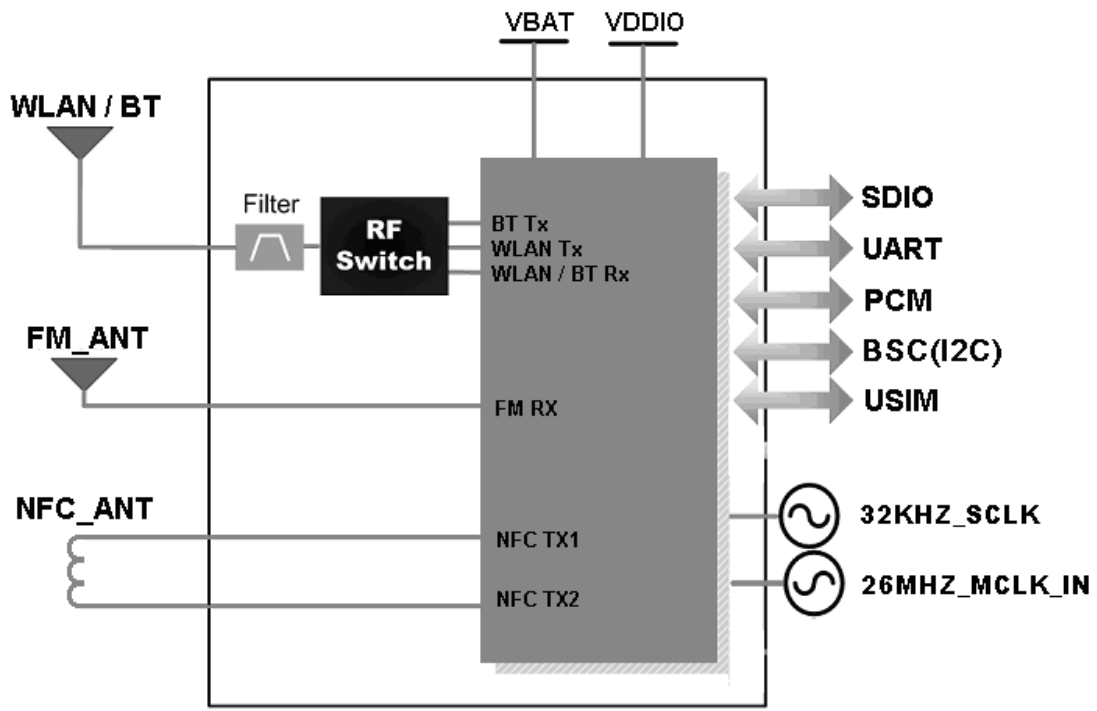 VBAT
VDDIO
WLAN / BT
Filter
RF
Switch
BT Tx
WLAN Tx
WLAN / BT Rx
SDIO
UART
PCM
BSC(I2C)
USIM
FM_ANT
FM RX
NFC_ANT
NFC TX1
NFC TX2
32KHZ_SCLK
26MHZ_MCLK_IN